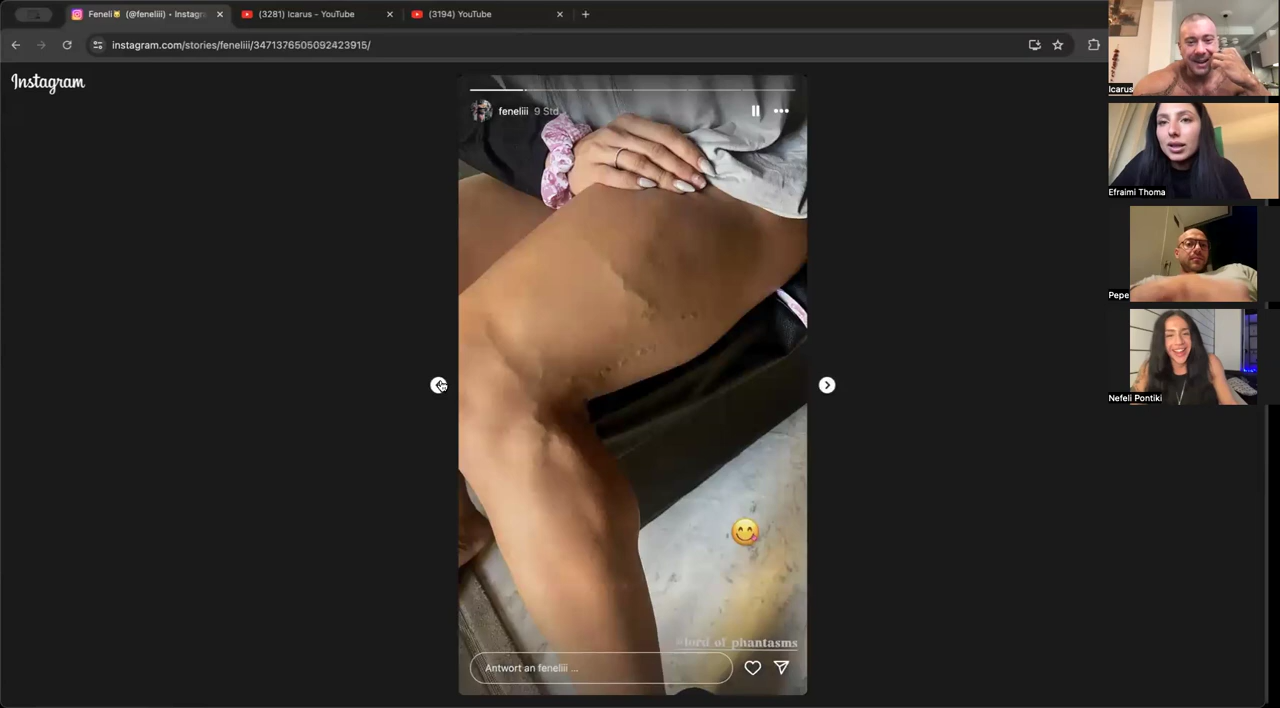 Feneli🐱 (@feneliii) • Instagr
(3281) Icarus - YouTube
(3194) YouTube
instagram.com/stories/feneliii/3471376505092423915/
Instagram
feneliii 9 Std.
@lord_of_phantasms
Antwort an feneliii ...
Icarus
Efraimi Thoma
Pepe
Nefeli Pontiki